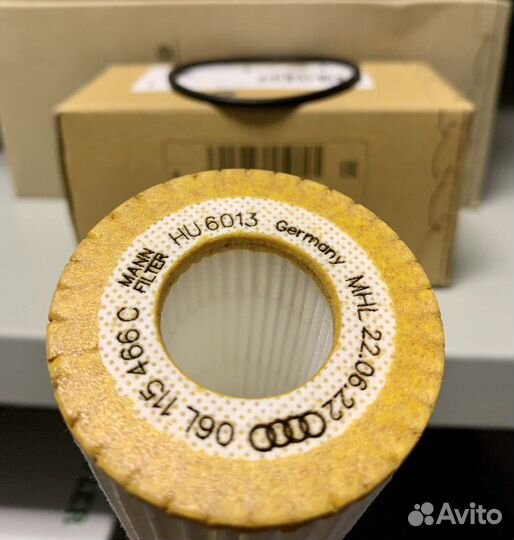 MANN
FILTER
HU 6013
Germany
MHL 22.06.22
06L 115 466 C
Avito